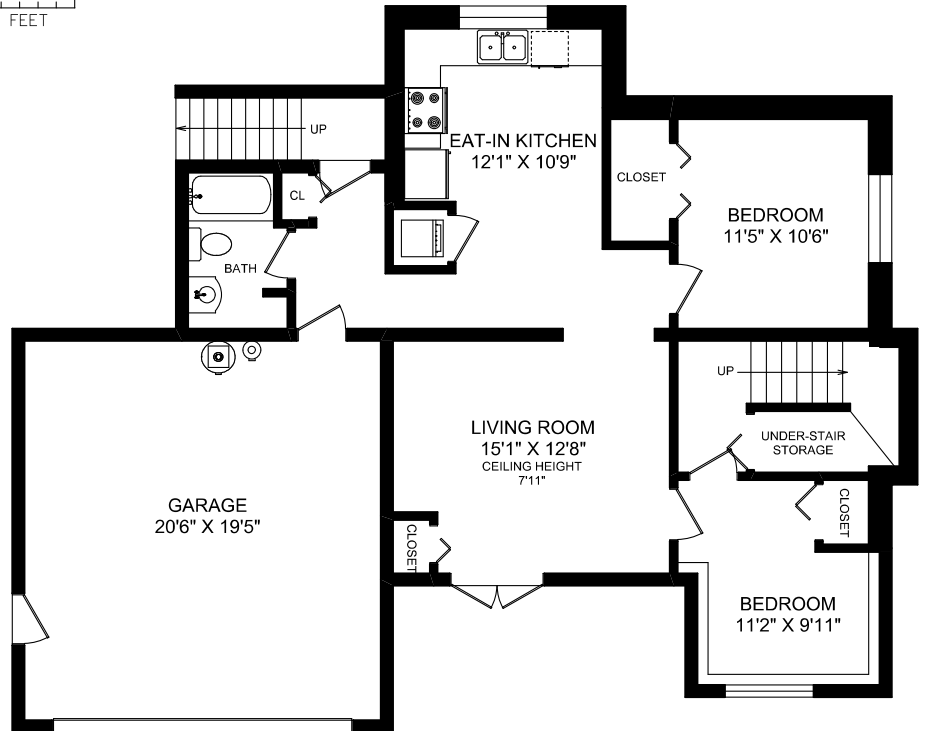 FEET
UP
EAT-IN KITCHEN
12'1" X 10'9"
CLOSET
CL
BEDROOM
11'5" X 10'6"
BATH
UP
LIVING ROOM
15'1" X 12'8"
CEILING HEIGHT
7'11"
UNDER-STAIR
STORAGE
GARAGE
20'6" X 19'5"
CLOSET
CLOSET
BEDROOM
11'2" X 9'11"